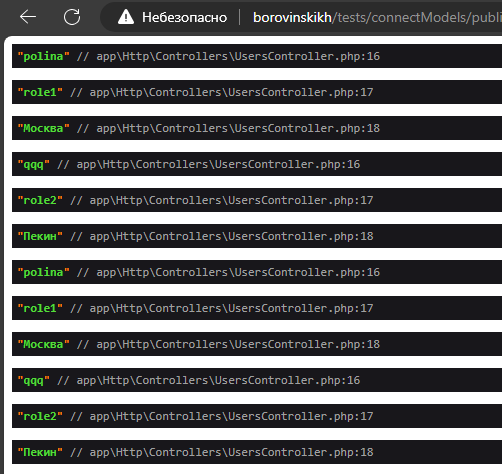 Небезопасно borovinskikh/tests/connectModels/publi
"polina" // app\Http\Controllers\UsersController.php:16
"role1" // app\Http\Controllers\UsersController.php:17
"Москва" // app\Http\Controllers\UsersController.php:18
"qqq" // app\Http\Controllers\UsersController.php:16
"role2" // app\Http\Controllers\UsersController.php:17
"Пекин" // app\Http\Controllers\UsersController.php:18
"polina" // app\Http\Controllers\UsersController.php:16
"role1" // app\Http\Controllers\UsersController.php:17
"Москва" // app\Http\Controllers\UsersController.php:18
"qqq" // app\Http\Controllers\UsersController.php:16
"role2" // app\Http\Controllers\UsersController.php:17
"Пекин" // app\Http\Controllers\UsersController.php:18